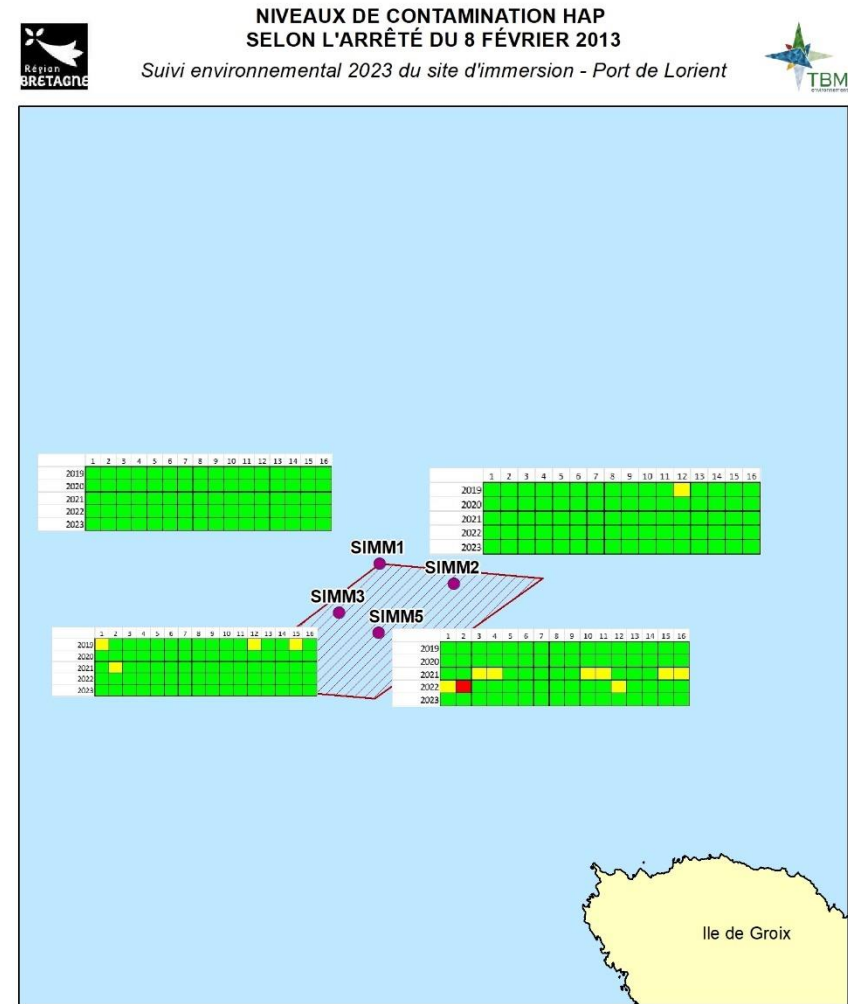 NIVEAUX DE CONTAMINATION HAP
SELON L'ARRÊTÉ DU 8 FÉVRIER 2013
Suivi environnemental 2023 du site d'immersion - Port de Lorient
Région
BRETAGNE
TBM
1 2 3 4 5 6 7 8 9 10 11 12 13 14 15 16
2019
2020
2021
2022
2023
1 2 3 4 5 6 7 8 9 10 11 12 13 14 15 16
2019
2020
2021
2022
2023
SIMM1
SIMM2
SIMM3
SIMM5
1 2 3 4 5 6 7 8 9 10 11 12 13 14 15 16
2019
2020
2021
2022
2023
1 2 3 4 5 6 7 8 9 10 11 12 13 14 15 16
2019
2020
2021
2022
2023
Ile de Groix